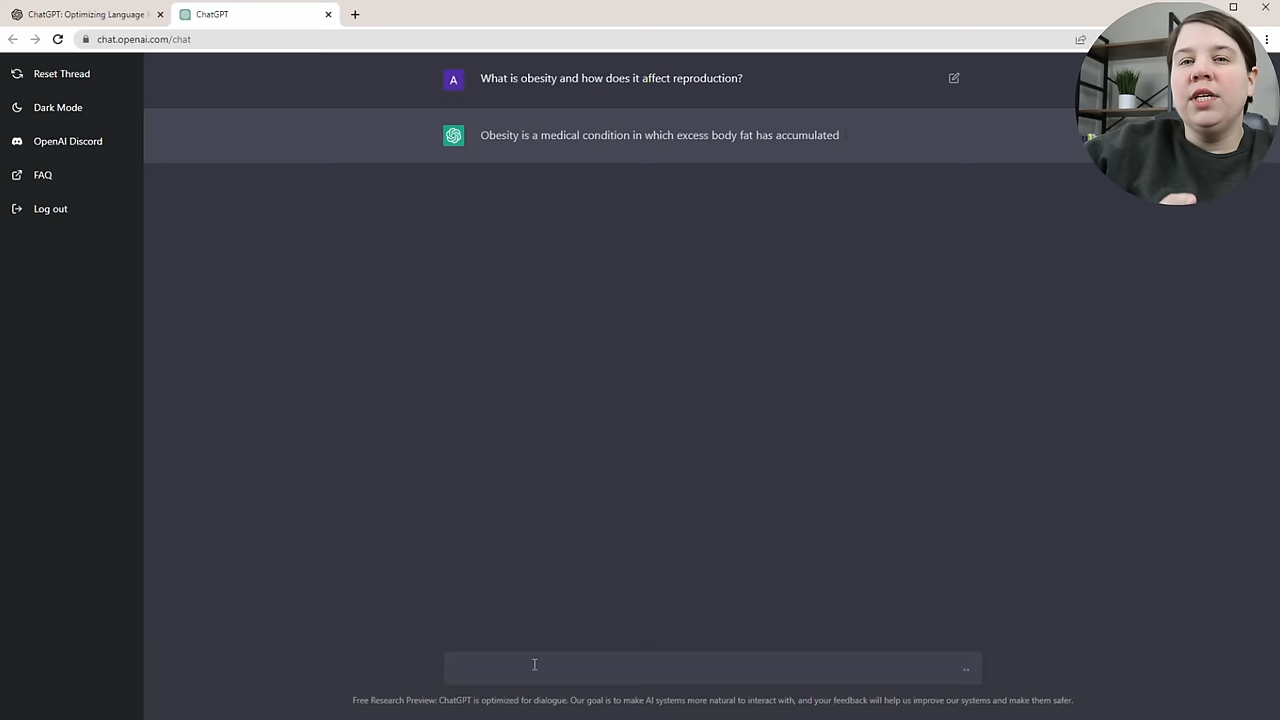 ChatGPT: Optimizing Language
ChatGPT
chat.openai.com/chat
Reset Thread
Dark Mode
OpenAI Discord
FAQ
Log out
A
What is obesity and how does it affect reproduction?
Obesity is a medical condition in which excess body fat has accumulated
Free Research Preview: ChatGPT is optimized for dialogue. Our goal is to make AI systems more natural to interact with, and your feedback will help us improve our systems and make them safer.